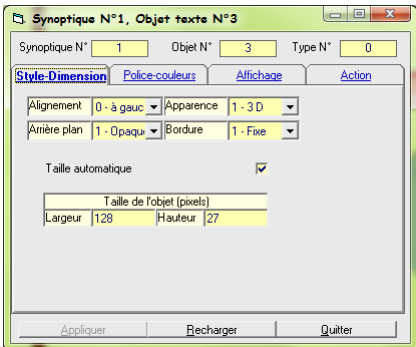 Synoptique N°1, Objet texte N°3
Synoptique N° 1 Objet N° 3 Type N° 0
Style-Dimension Police-couleurs Affichage Action
Alignement 0 - à gauc Apparence 1 - 3 D
Arrière plan 1 - Opaqu Bordure 1 - Fixe
Taille automatique
Taille de l'objet (pixels)
Largeur 128 Hauteur 27
Appliquer Recharger Quitter